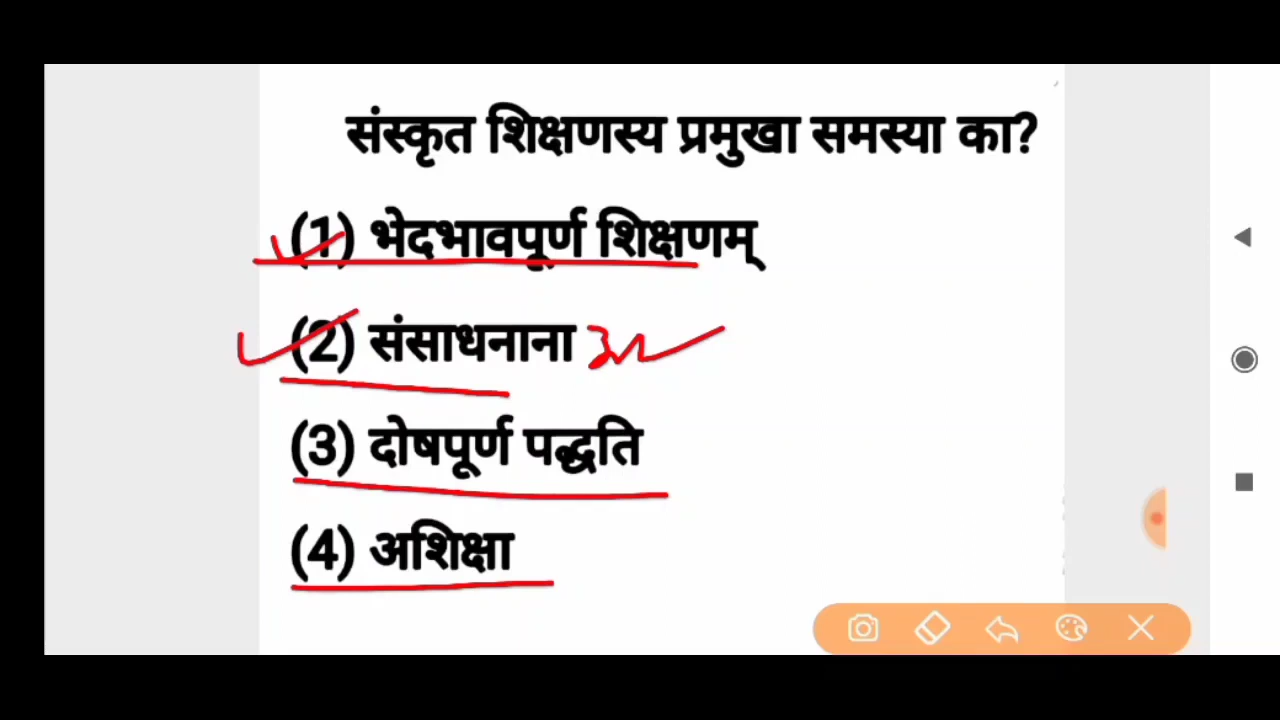 संस्कृत शिक्षणस्य प्रमुखा समस्या का?
(1) भेदभावपूर्ण शिक्षणम्
(2) संसाधनाना
(3) दोषपूर्ण पद्धति
(4) अशिक्षा